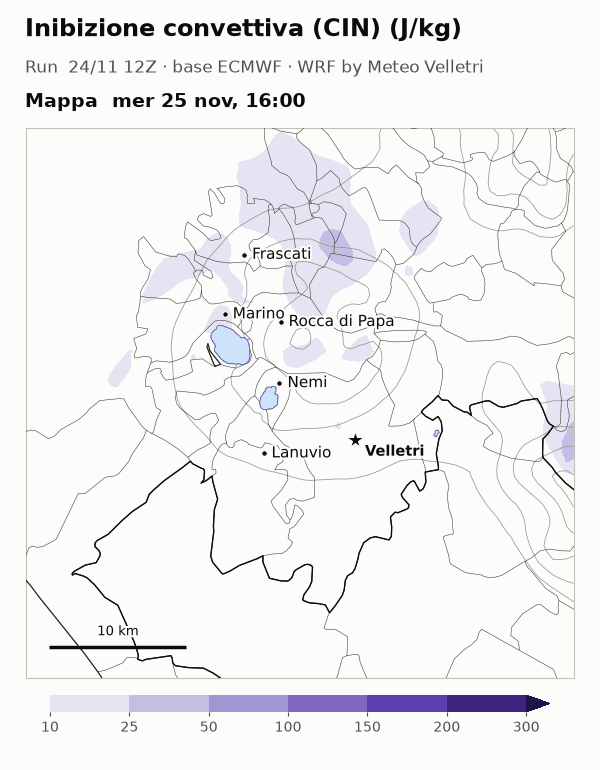 Inibizione convettiva (CIN) (J/kg)
Run  24/11 12Z · base ECMWF · WRF by Meteo Velletri
Mappa  mer 25 nov, 16:00
Frascati
Marino
Rocca di Papa
Nemi
Velletri
Lanuvio
10 km
10 25 50 100 150 200 300